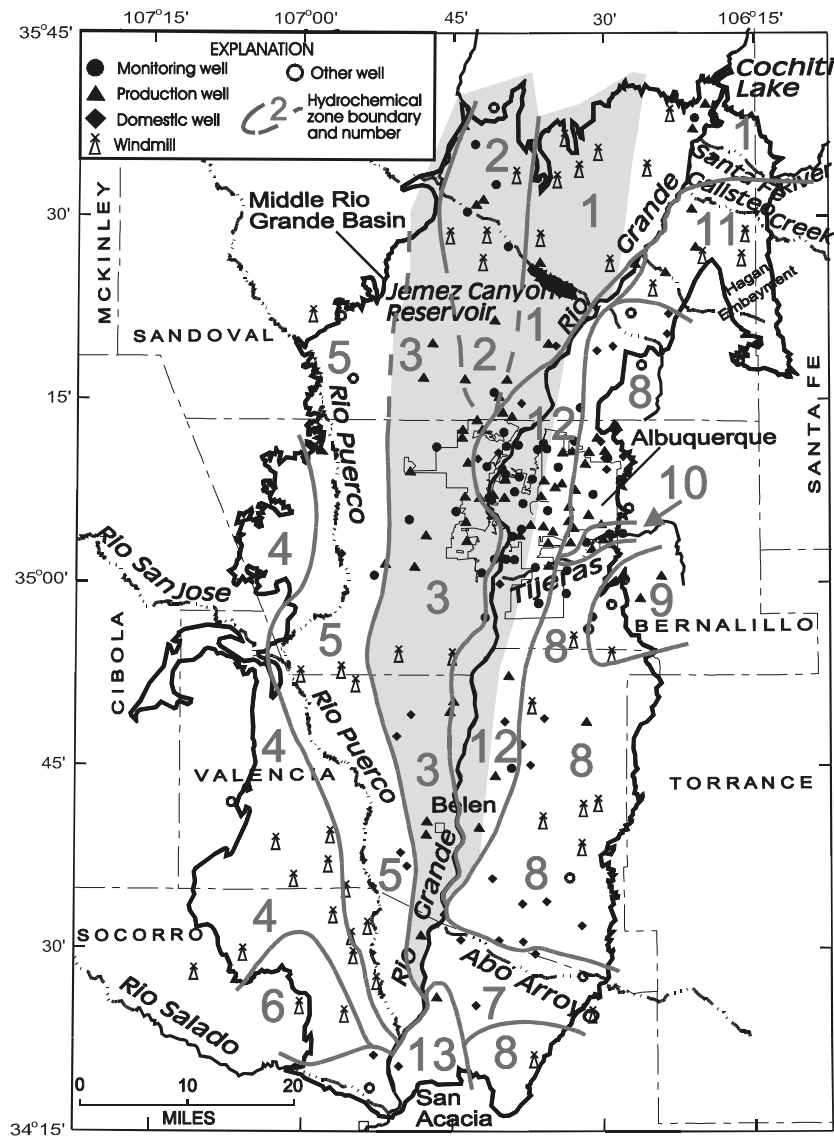 107°15'
107°00'
45'
30'
106°15'
35°45'
EXPLANATION
Monitoring well
Other well
Production well
2
Hydrochemical
zone boundary
and number
Domestic well
Windmill
Cochiti
Lake
1
Santa Fe River
Galisteo Creek
2
MCKINLEY
Middle Rio
Grande Basin
30'
1
Rio Grande
11
Hagan
Embayment
Jemez Canyon
Reservoir
SANDOVAL
5
3
2
1
SANTA FE
8
15'
Rio Puerco
12
Albuquerque
10
4
Rio San Jose
35°00'
3
Tijeras
9
CIBOLA
5
8
BERNALILLO
Rio Puerco
4
VALENCIA
45'
3
12
8
TORRANCE
Belen
5
8
Rio Grande
4
SOCORRO
30'
Abo Arroyo
Rio Salado
6
7
13
8
0
10
20
MILES
San
Acacia
34°15'